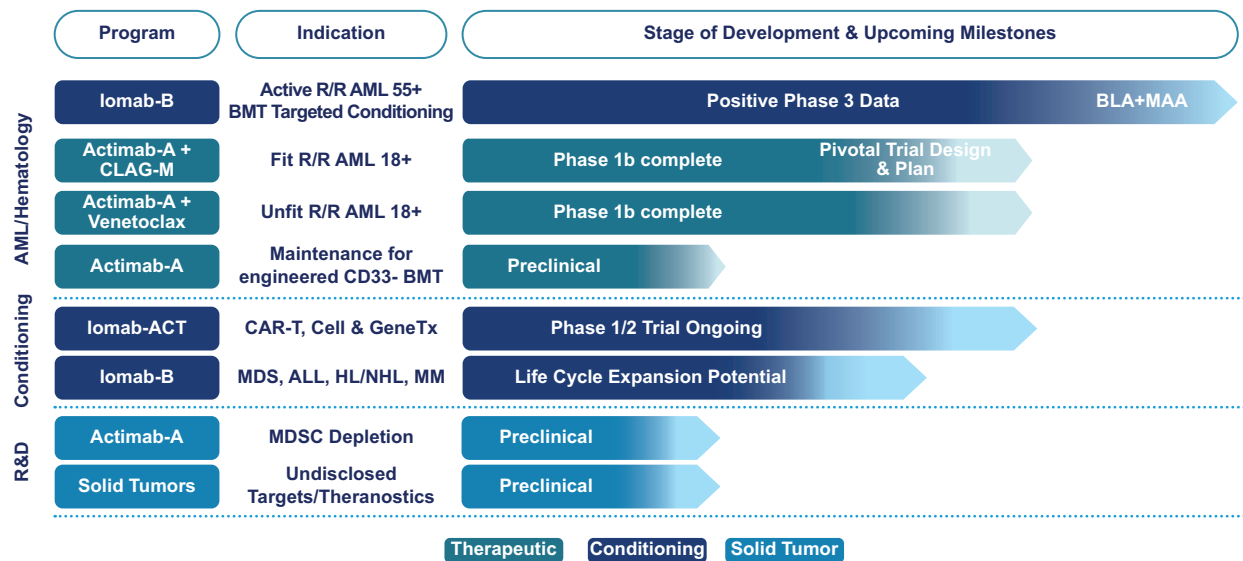 Program
Indication
Stage of Development & Upcoming Milestones
AML/Hematology
Iomab-B
Active R/R AML 55+
BMT Targeted Conditioning
Positive Phase 3 Data
BLA+MAA
Actimab-A +
CLAG-M
Fit R/R AML 18+
Phase 1b complete
Pivotal Trial Design
& Plan
Actimab-A +
Venetoclax
Unfit R/R AML 18+
Phase 1b complete
Actimab-A
Maintenance for
engineered CD33- BMT
Preclinical
Conditioning
Iomab-ACT
CAR-T, Cell & GeneTx
Phase 1/2 Trial Ongoing
Iomab-B
MDS, ALL, HL/NHL, MM
Life Cycle Expansion Potential
R&D
Actimab-A
MDSC Depletion
Preclinical
Solid Tumors
Undisclosed
Targets/Theranostics
Preclinical
Therapeutic
Conditioning
Solid Tumor